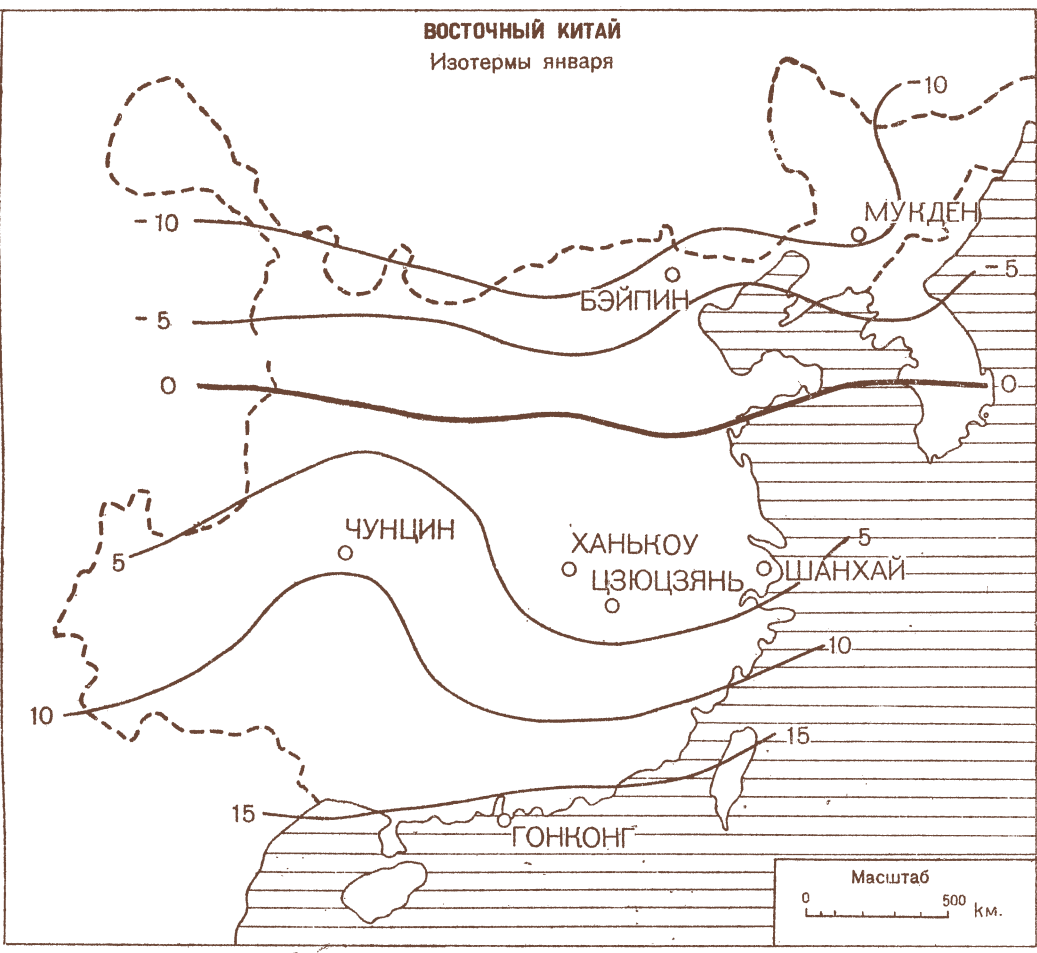 ВОСТОЧНЫЙ КИТАЙ
Изотермы января
-10
МУКДЕН
-10
-5
БЭЙПИН
-5
0
0
ЧУНЦИН
5
ХАНЬКОУ
5
ЦЗЮЦЗЯНЬ
ШАНХАЙ
10
10
15
15
ГОНКОНГ
Масштаб
0 500 Км.